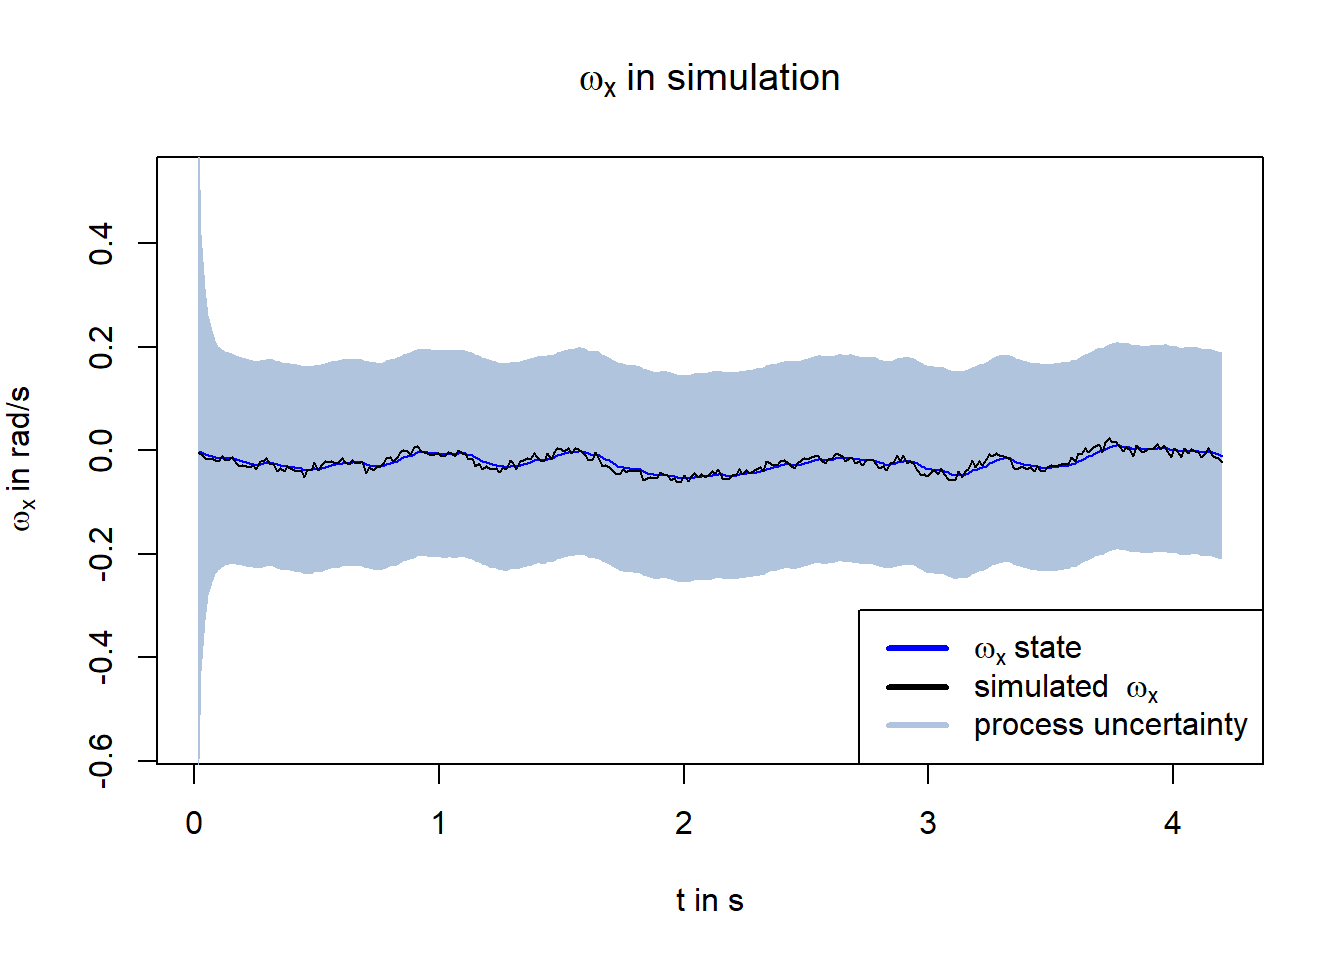 ωx in simulation
ωx in rad/s
0.4
0.2
0.0
-0.2
-0.4
-0.6
0 1 2 3 4
t in s
ωx state
simulated ωx
process uncertainty